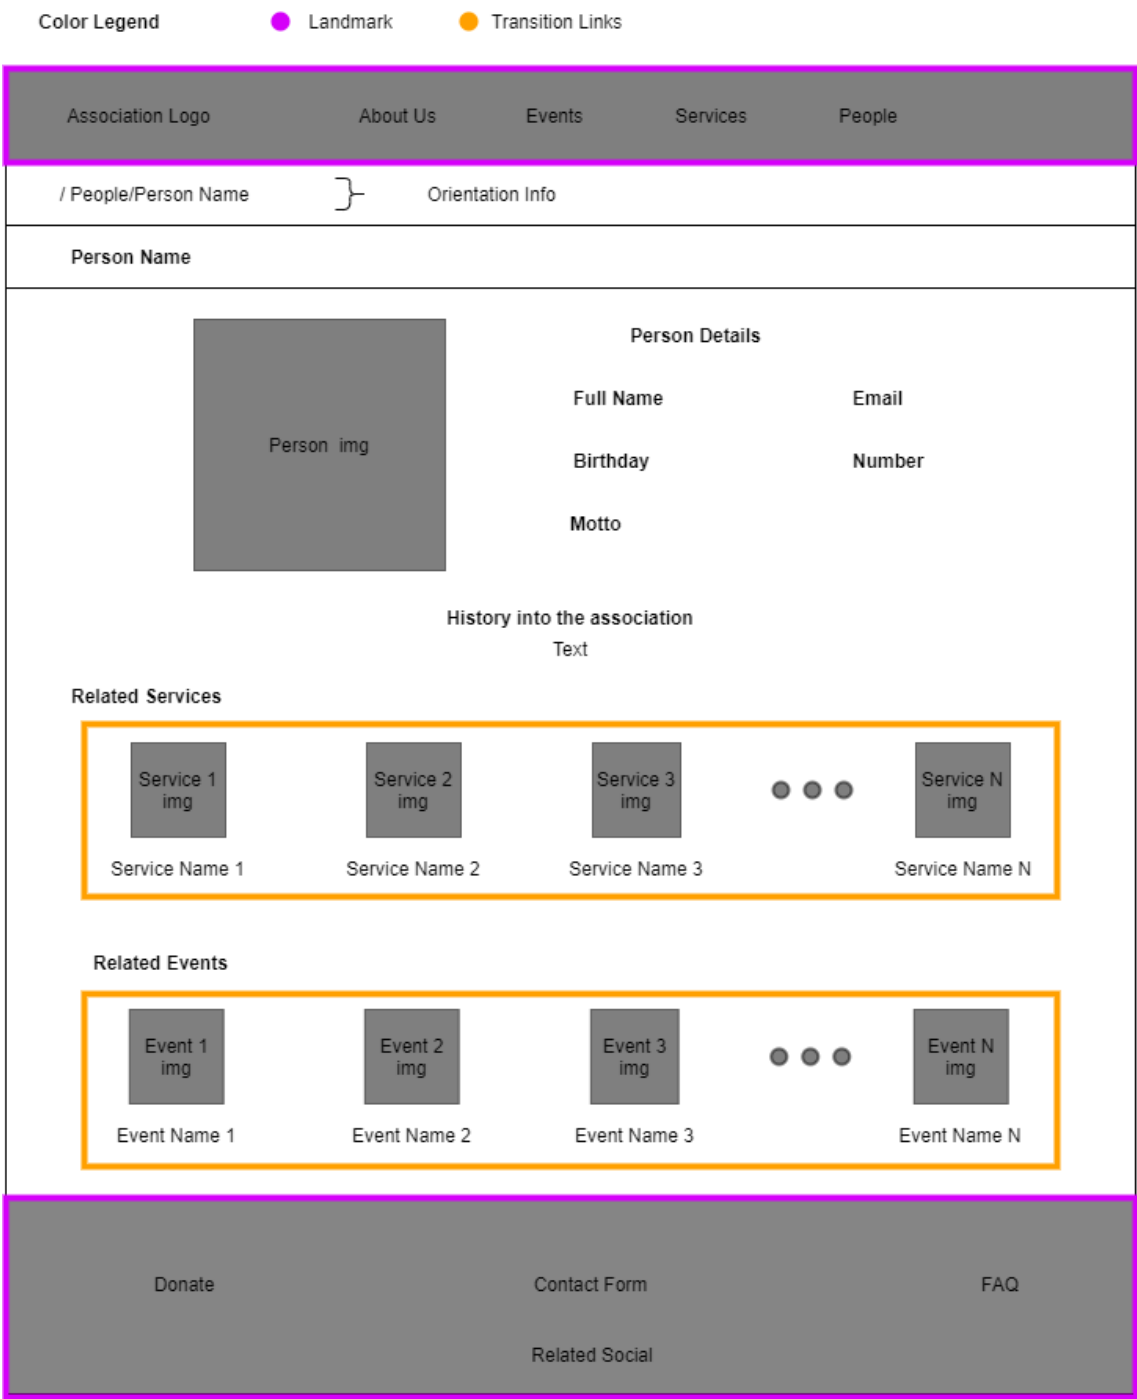 Color Legend Landmark Transition Links
Association Logo About Us Events Services People
/ People/Person Name Orientation Info
Person Name
Person img
Person Details
Full Name Email
Birthday Number
Motto
History into the association
Text
Related Services
Service 1 img Service 2 img Service 3 img Service N img
Service Name 1 Service Name 2 Service Name 3 Service Name N
Related Events
Event 1 img Event 2 img Event 3 img Event N img
Event Name 1 Event Name 2 Event Name 3 Event Name N
Donate Contact Form FAQ
Related Social